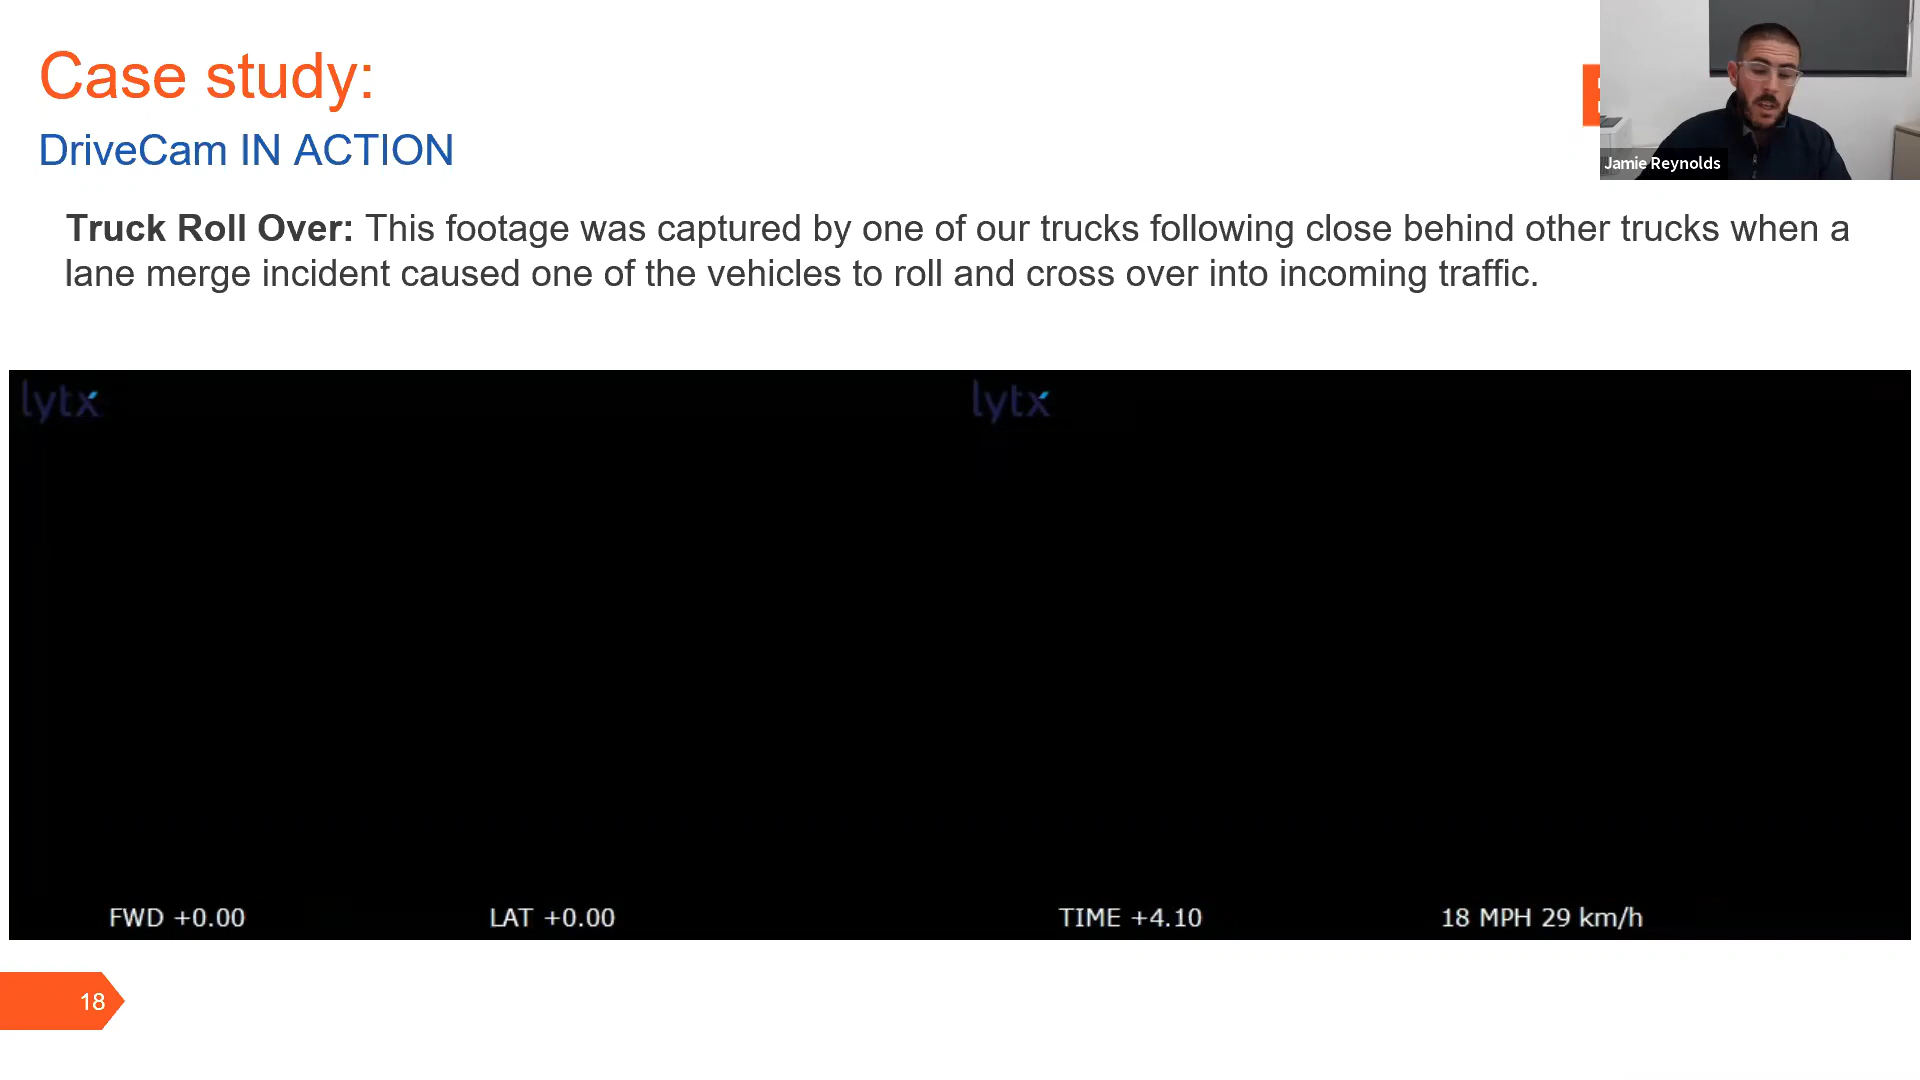 Case study:
DriveCam IN ACTION
Jamie Reynolds
Truck Roll Over: This footage was captured by one of our trucks following close behind other trucks when a
lane merge incident caused one of the vehicles to roll and cross over into incoming traffic.
lytx
lytx
FWD +0.00
LAT +0.00
TIME +4.10
18 MPH 29 km/h
18